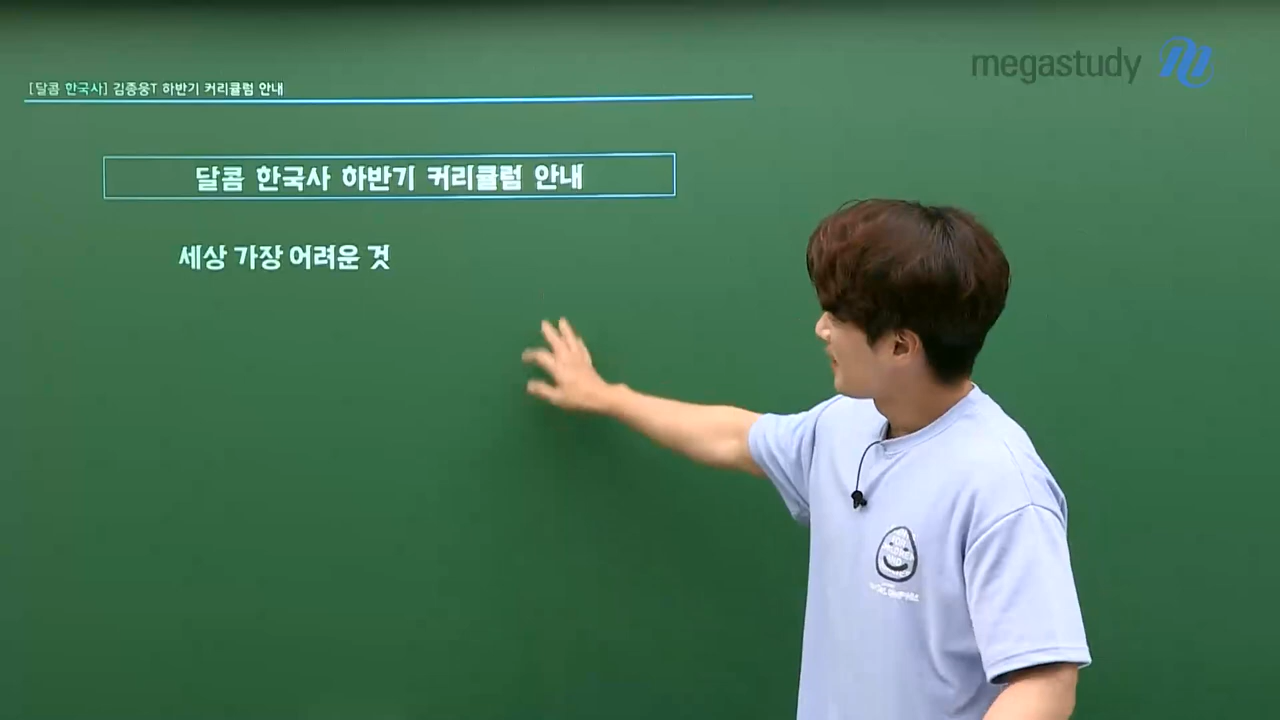 megastudy
[달콤 한국사] 김종웅T 하반기 커리큘럼 안내
달콤 한국사 하반기 커리큘럼 안내
세상 가장 어려운 것